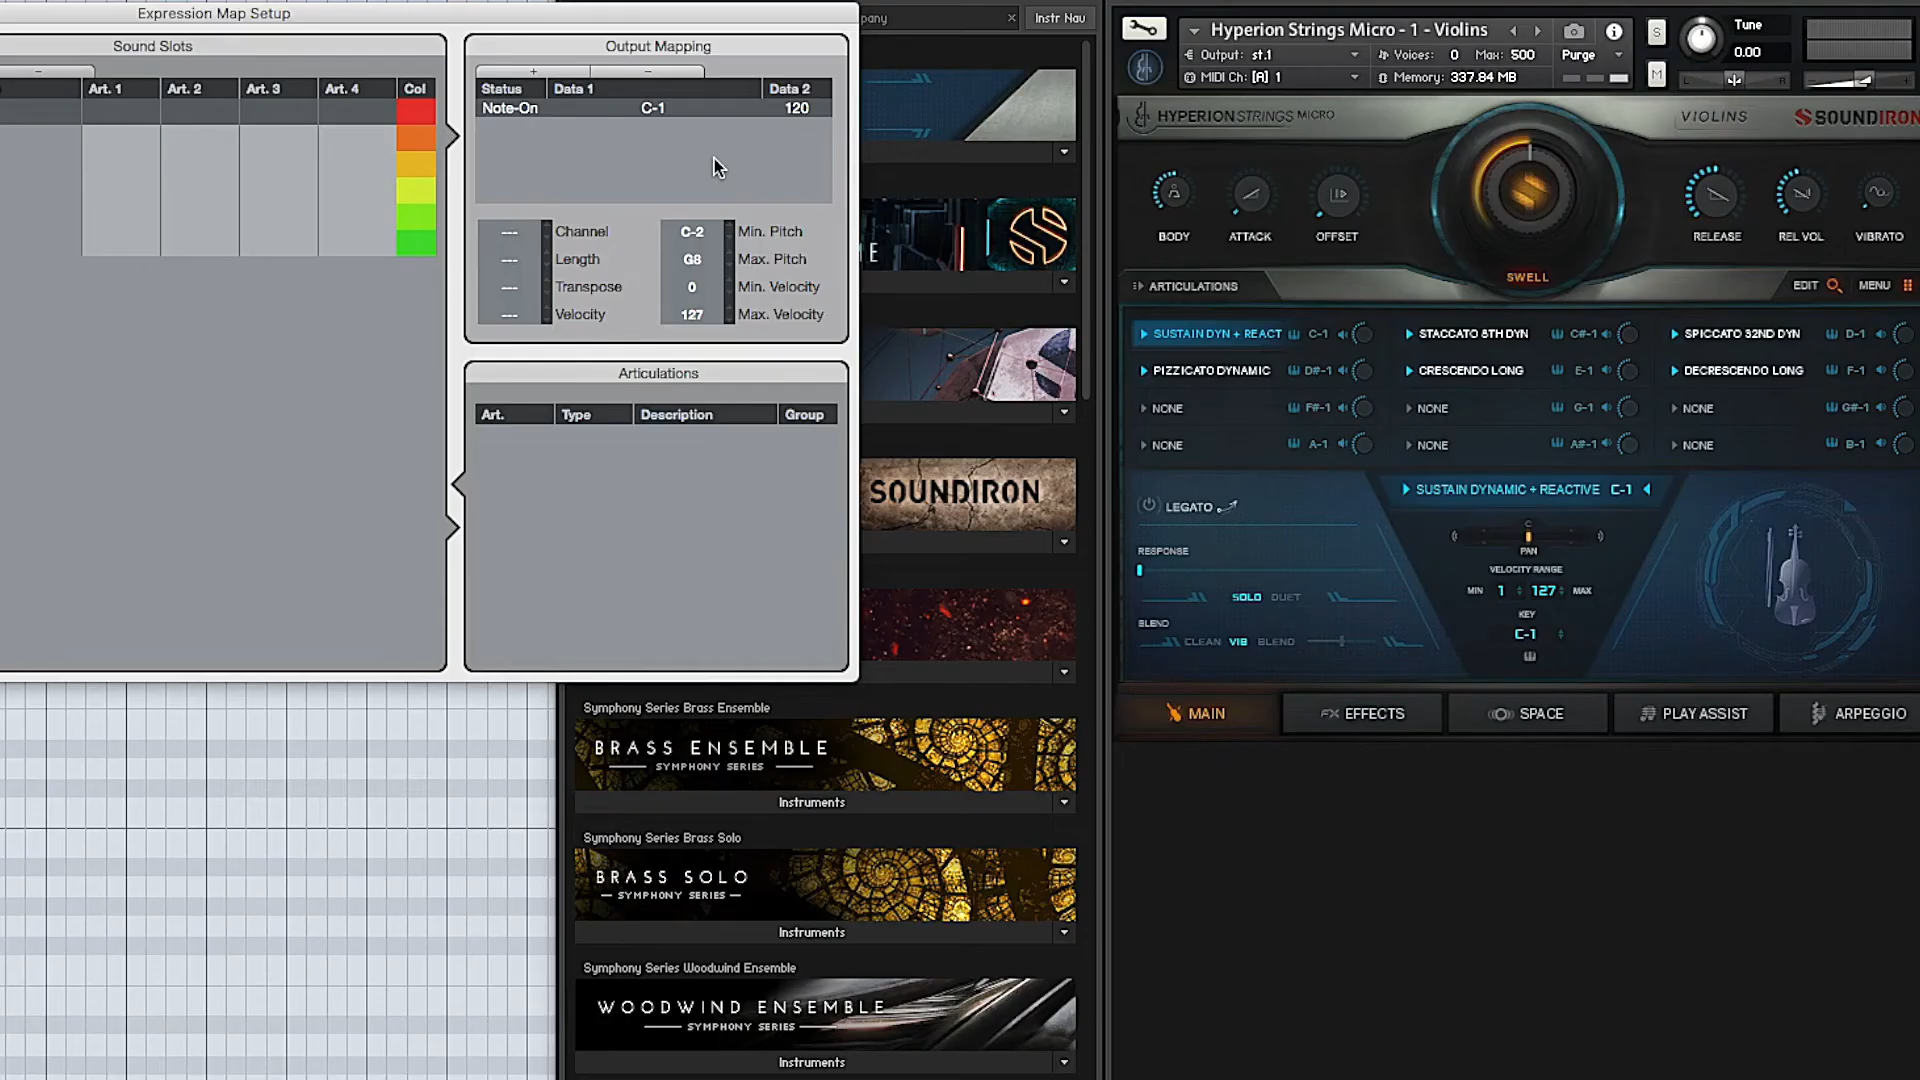 Expression Map Setup
Sound Slots
Art. 1 Art. 2 Art. 3 Art. 4 Col
Output Mapping
+ −
Status Data 1 Data 2
Note-On C-1 120
--- Channel C-2 Min. Pitch
--- Length G8 Max. Pitch
--- Transpose 0 Min. Velocity
--- Velocity 127 Max. Velocity
Articulations
Art. Type Description Group
pany × Instr Nav
SOUNDIRON
Symphony Series Brass Ensemble
BRASS ENSEMBLE
SYMPHONY SERIES
Instruments
Symphony Series Brass Solo
BRASS SOLO
SYMPHONY SERIES
Instruments
Symphony Series Woodwind Ensemble
WOODWIND ENSEMBLE
SYMPHONY SERIES
Instruments
Hyperion Strings Micro - 1 - Violins
Output: st.1 Voices: 0 Max: 500 Purge
MIDI Ch: [A] 1 Memory: 337.84 MB
S
M
Tune
0.00
L R
HYPERION STRINGS MICRO
VIOLINS SOUNDIRON
BODY ATTACK OFFSET RELEASE REL VOL VIBRATO
SWELL
ARTICULATIONS EDIT MENU
SUSTAIN DYN + REACT C-1 STACCATO 8TH DYN C#-1 SPICCATO 32ND DYN D-1
PIZZICATO DYNAMIC D#-1 CRESCENDO LONG E-1 DECRESCENDO LONG F-1
NONE F#-1 NONE G-1 NONE G#-1
NONE A-1 NONE A#-1 NONE B-1
SUSTAIN DYNAMIC + REACTIVE C-1
LEGATO
RESPONSE
SOLO DUET
BLEND
CLEAN VIB BLEND
C
PAN
VELOCITY RANGE
MIN 1 127 MAX
KEY
C-1
MAIN FX EFFECTS SPACE PLAY ASSIST ARPEGGIO